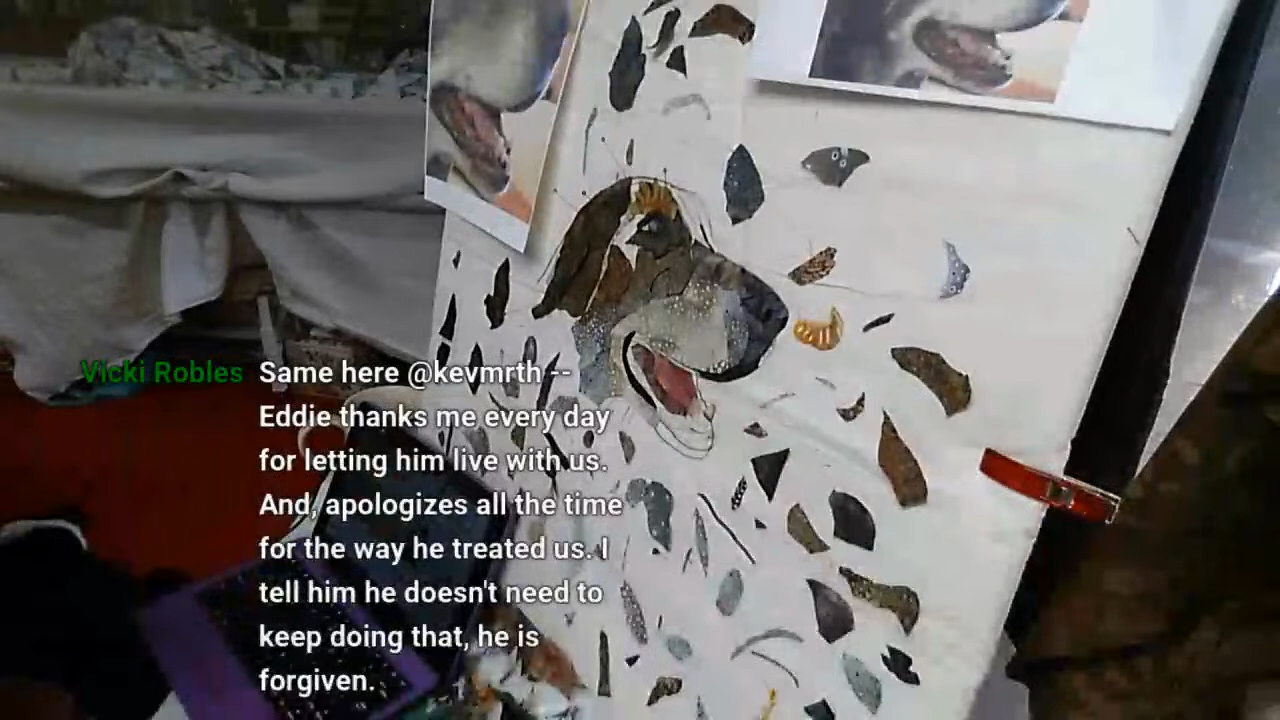 Vicki Robles Same here @kevmrth --
Eddie thanks me every day
for letting him live with us.
And, apologizes all the time
for the way he treated us. I
tell him he doesn't need to
keep doing that, he is
forgiven.